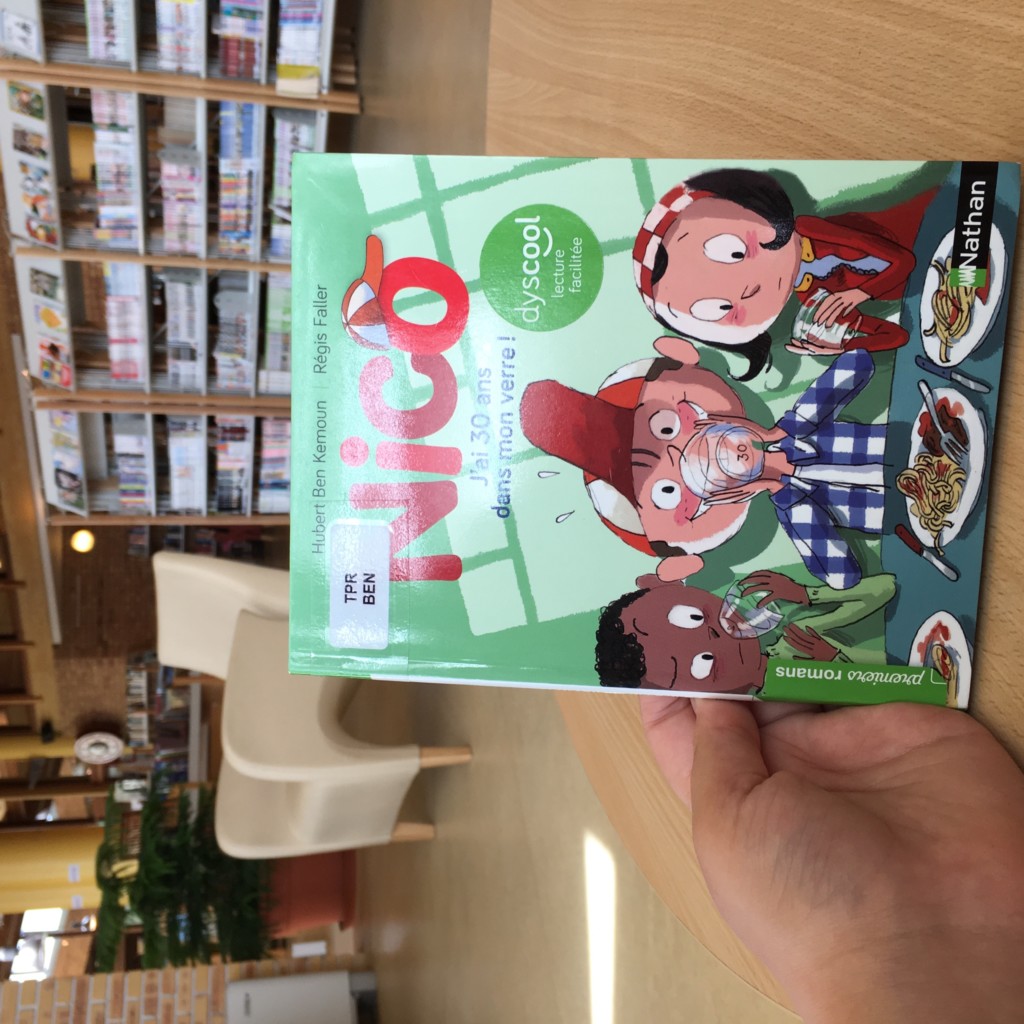 Hubert Ben Kemoun | Régis Faller
Nico
J'ai 30 ans
dans mon verre !
dyscool
lecture
facilitée
TPR
BEN
premiers romans
Nathan